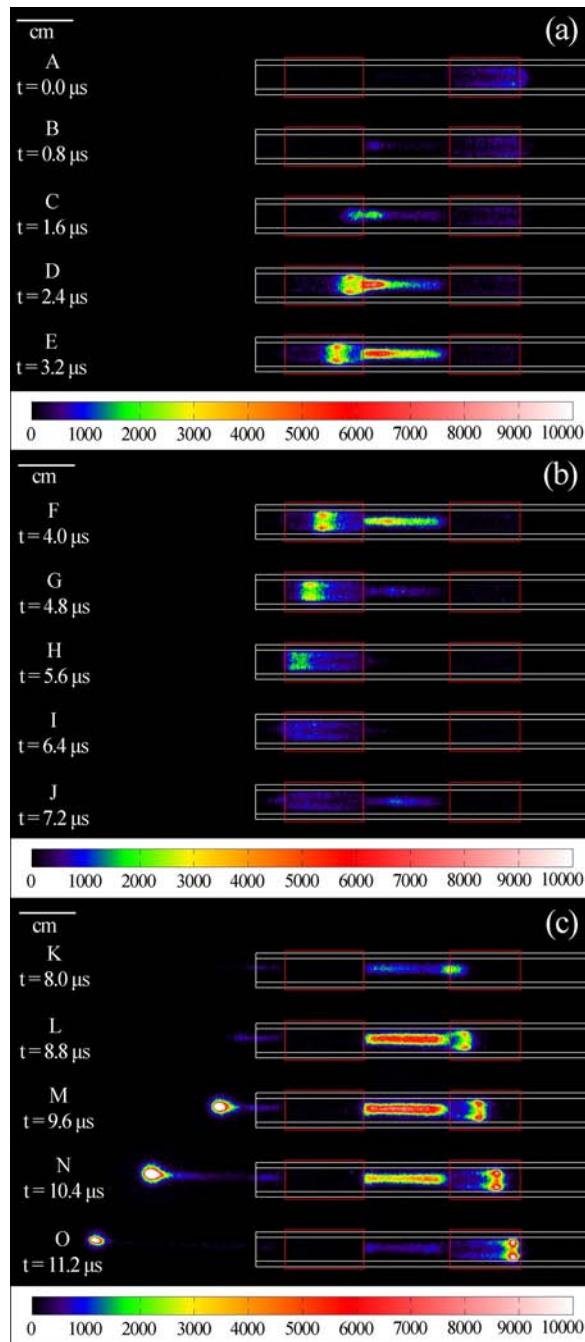 (a)
cm
A
t = 0.0 μs
B
t = 0.8 μs
C
t = 1.6 μs
D
t = 2.4 μs
E
t = 3.2 μs
0 1000 2000 3000 4000 5000 6000 7000 8000 9000 10000
(b)
cm
F
t = 4.0 μs
G
t = 4.8 μs
H
t = 5.6 μs
I
t = 6.4 μs
J
t = 7.2 μs
0 1000 2000 3000 4000 5000 6000 7000 8000 9000 10000
(c)
cm
K
t = 8.0 μs
L
t = 8.8 μs
M
t = 9.6 μs
N
t = 10.4 μs
O
t = 11.2 μs
0 1000 2000 3000 4000 5000 6000 7000 8000 9000 10000